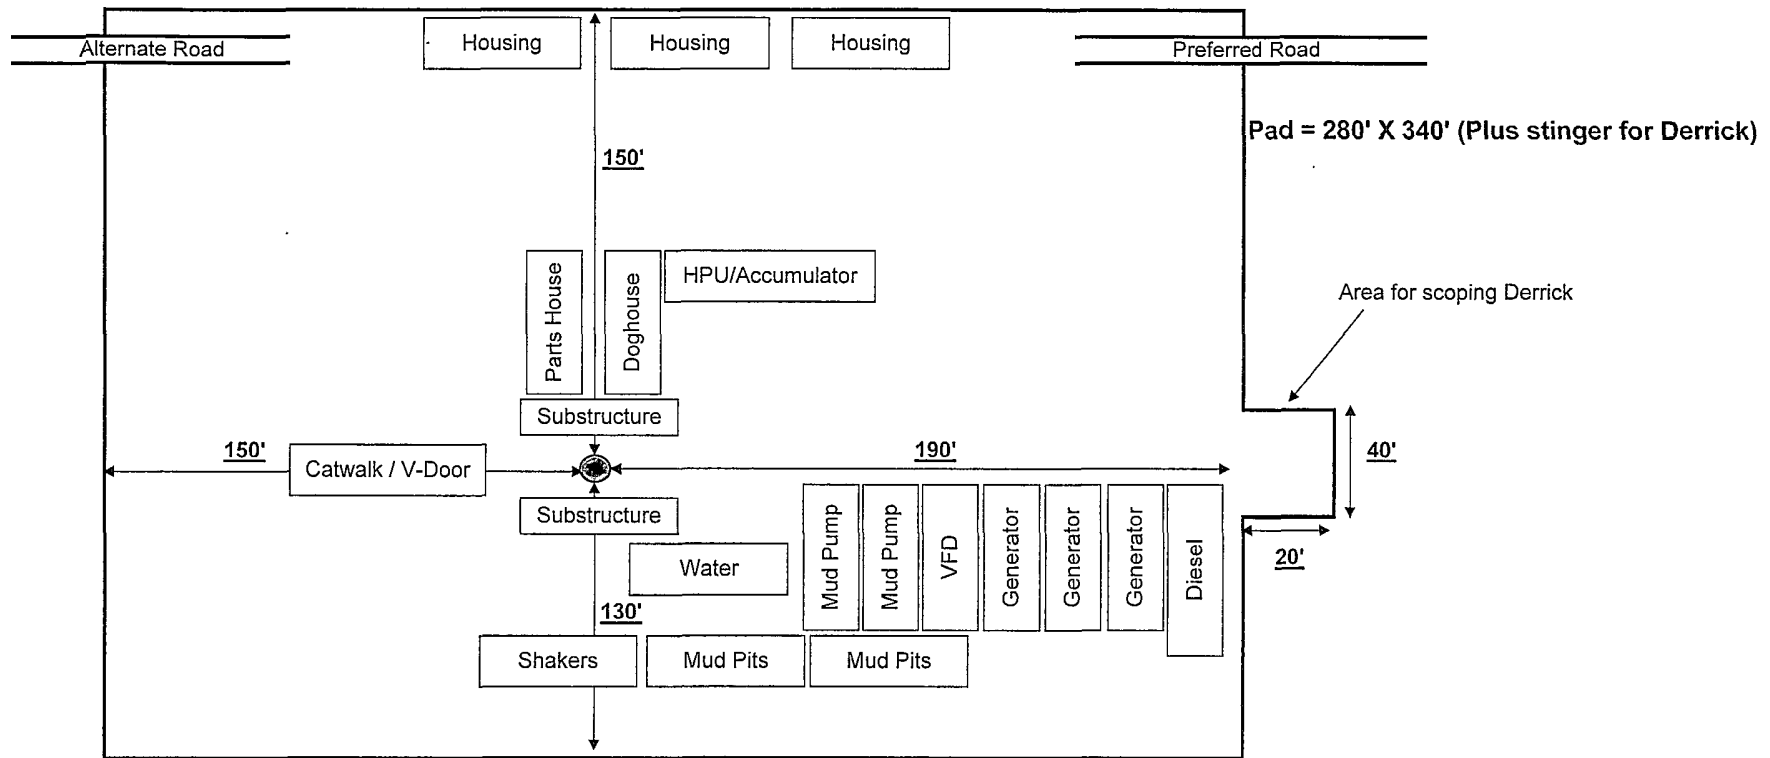 Housing
Housing
Housing
Alternate Road
Preferred Road
Pad = 280' X 340' (Plus stinger for Derrick)
150'
Parts House
Doghouse
HPU/Accumulator
Area for scoping Derrick
Substructure
150'
Catwalk / V-Door
190'
40'
Substructure
Water
Mud Pump
Mud Pump
VFD
Generator
Generator
Generator
Diesel
20'
130'
Shakers
Mud Pits
Mud Pits